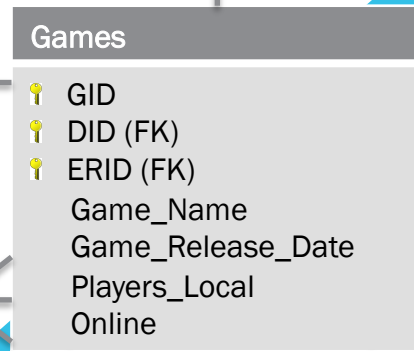 Games
GID
DID (FK)
ERID (FK)
Game_Name
Game_Release_Date
Players_Local
Online